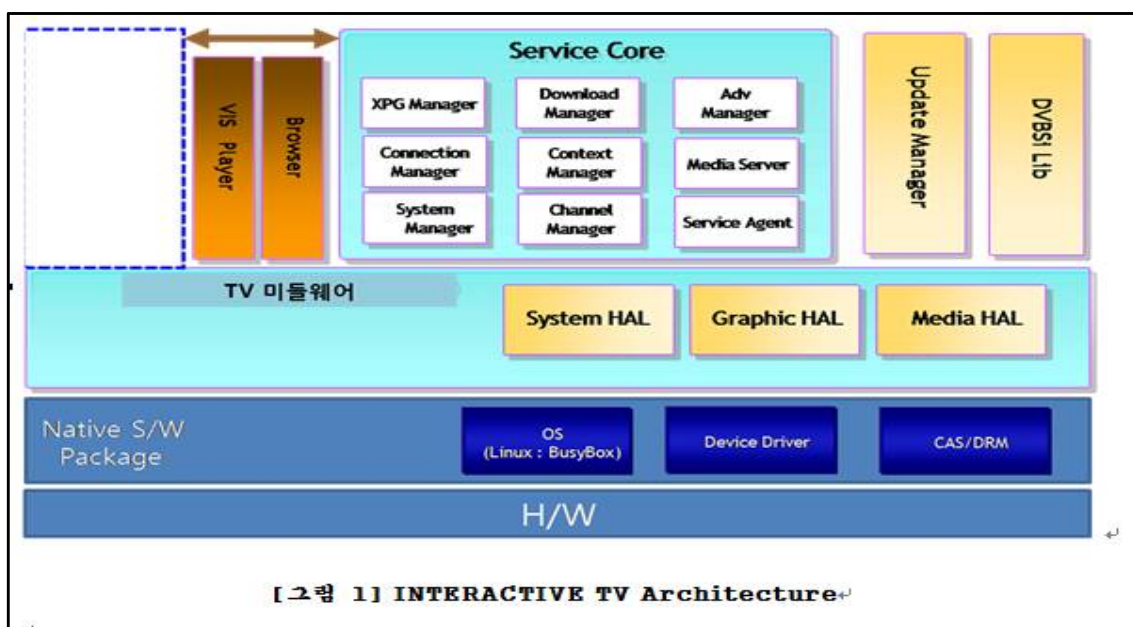 Service Core
VIS Player
Browser
XPG Manager
Download
Manager
Adv
Manager
Connection
Manager
Context
Manager
Media Server
System
Manager
Channel
Manager
Service Agent
Update Manager
DVBSI Lib
TV 미들웨어
System HAL
Graphic HAL
Media HAL
Native S/W
Package
OS
(Linux : BusyBox)
Device Driver
CAS/DRM
H/W
[그림 1] INTERACTIVE TV Architecture